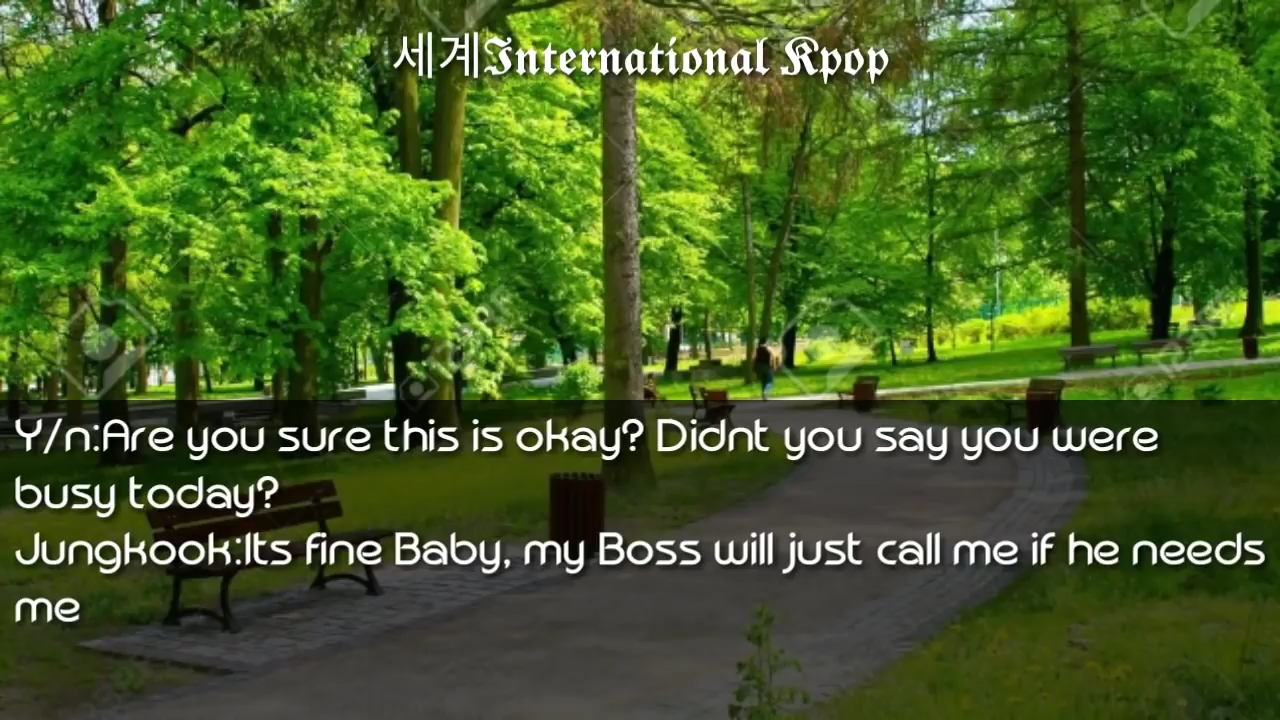 세계International Kpop
Y/n:Are you sure this is okay? Didnt you say you were
busy today?
Jungkook:Its fine Baby, my Boss will just call me if he needs
me